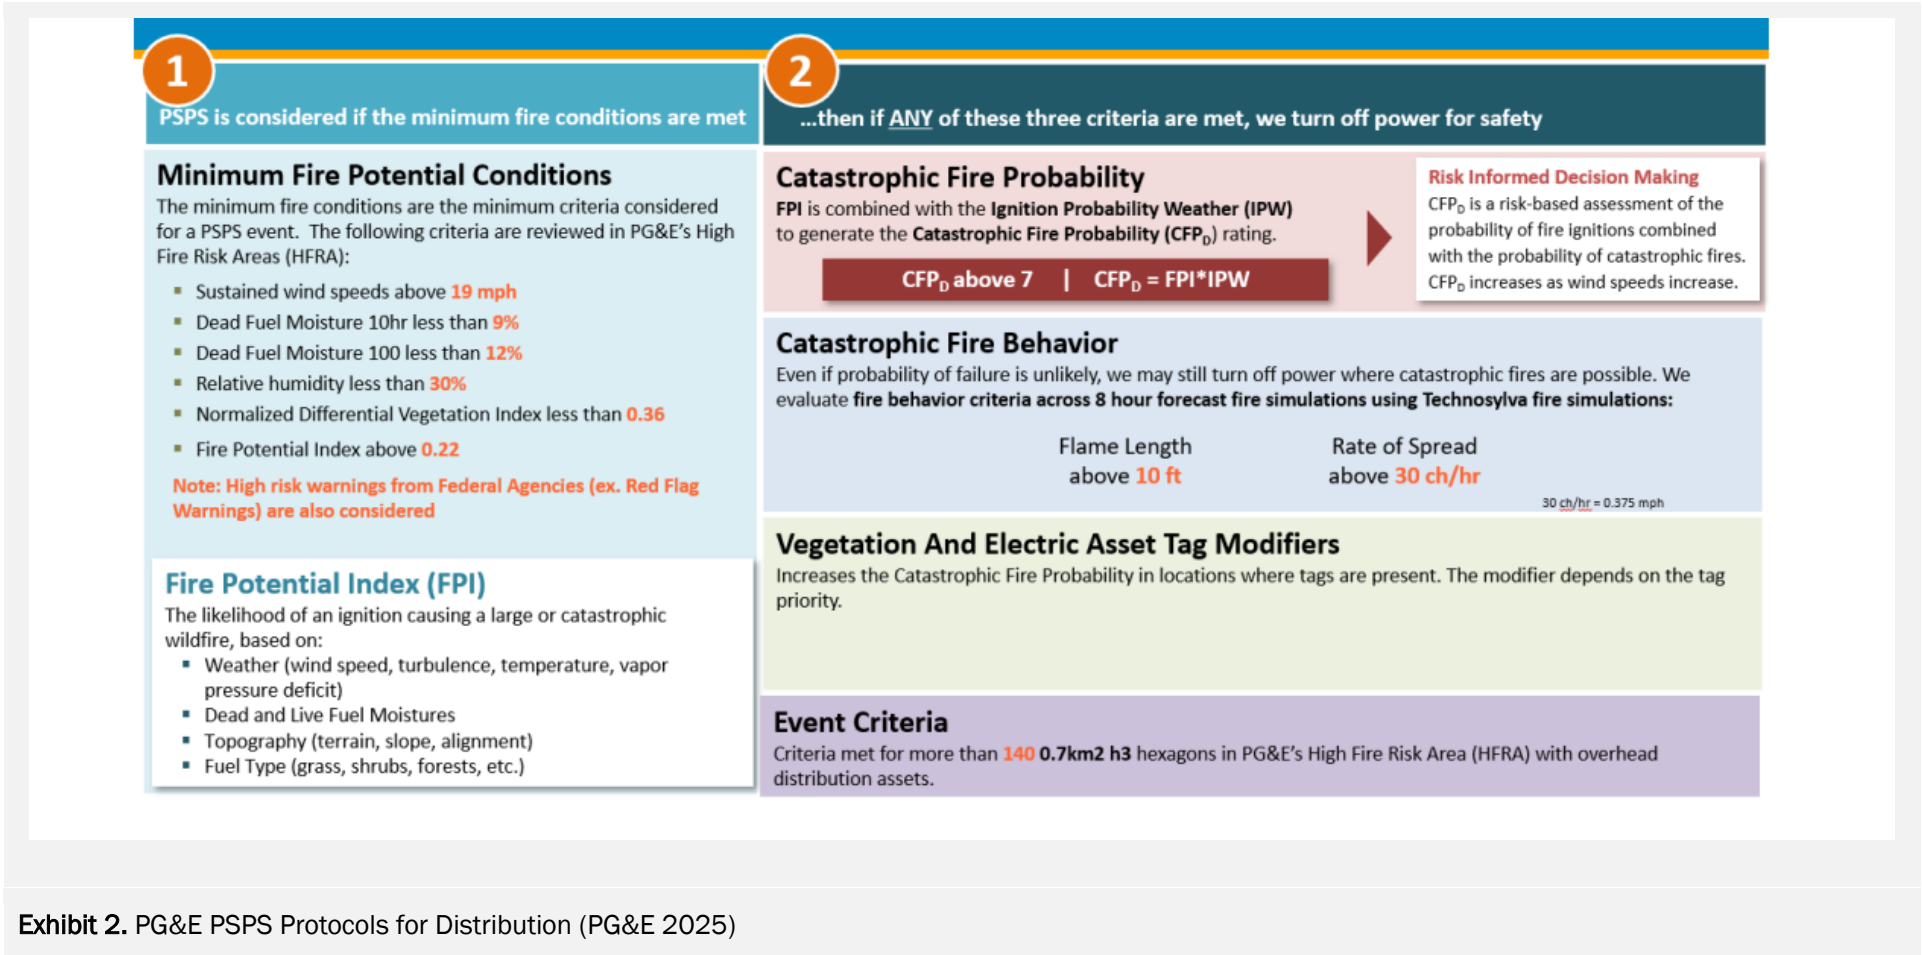 1
PSPS is considered if the minimum fire conditions are met
Minimum Fire Potential Conditions
The minimum fire conditions are the minimum criteria considered
for a PSPS event. The following criteria are reviewed in PG&E's High
Fire Risk Areas (HFRA):
▪ Sustained wind speeds above 19 mph
▪ Dead Fuel Moisture 10hr less than 9%
▪ Dead Fuel Moisture 100 less than 12%
▪ Relative humidity less than 30%
▪ Normalized Differential Vegetation Index less than 0.36
▪ Fire Potential Index above 0.22
Note: High risk warnings from Federal Agencies (ex. Red Flag
Warnings) are also considered
Fire Potential Index (FPI)
The likelihood of an ignition causing a large or catastrophic
wildfire, based on:
▪ Weather (wind speed, turbulence, temperature, vapor
pressure deficit)
▪ Dead and Live Fuel Moistures
▪ Topography (terrain, slope, alignment)
▪ Fuel Type (grass, shrubs, forests, etc.)
2
...then if ANY of these three criteria are met, we turn off power for safety
Catastrophic Fire Probability
FPI is combined with the Ignition Probability Weather (IPW)
to generate the Catastrophic Fire Probability (CFPD) rating.
CFPD above 7 | CFPD = FPI*IPW
Risk Informed Decision Making
CFPD is a risk-based assessment of the
probability of fire ignitions combined
with the probability of catastrophic fires.
CFPD increases as wind speeds increase.
Catastrophic Fire Behavior
Even if probability of failure is unlikely, we may still turn off power where catastrophic fires are possible. We
evaluate fire behavior criteria across 8 hour forecast fire simulations using Technosylva fire simulations:
Flame Length
above 10 ft
Rate of Spread
above 30 ch/hr
30 ch/hr = 0.375 mph
Vegetation And Electric Asset Tag Modifiers
Increases the Catastrophic Fire Probability in locations where tags are present. The modifier depends on the tag
priority.
Event Criteria
Criteria met for more than 140 0.7km2 h3 hexagons in PG&E's High Fire Risk Area (HFRA) with overhead
distribution assets.
Exhibit 2. PG&E PSPS Protocols for Distribution (PG&E 2025)